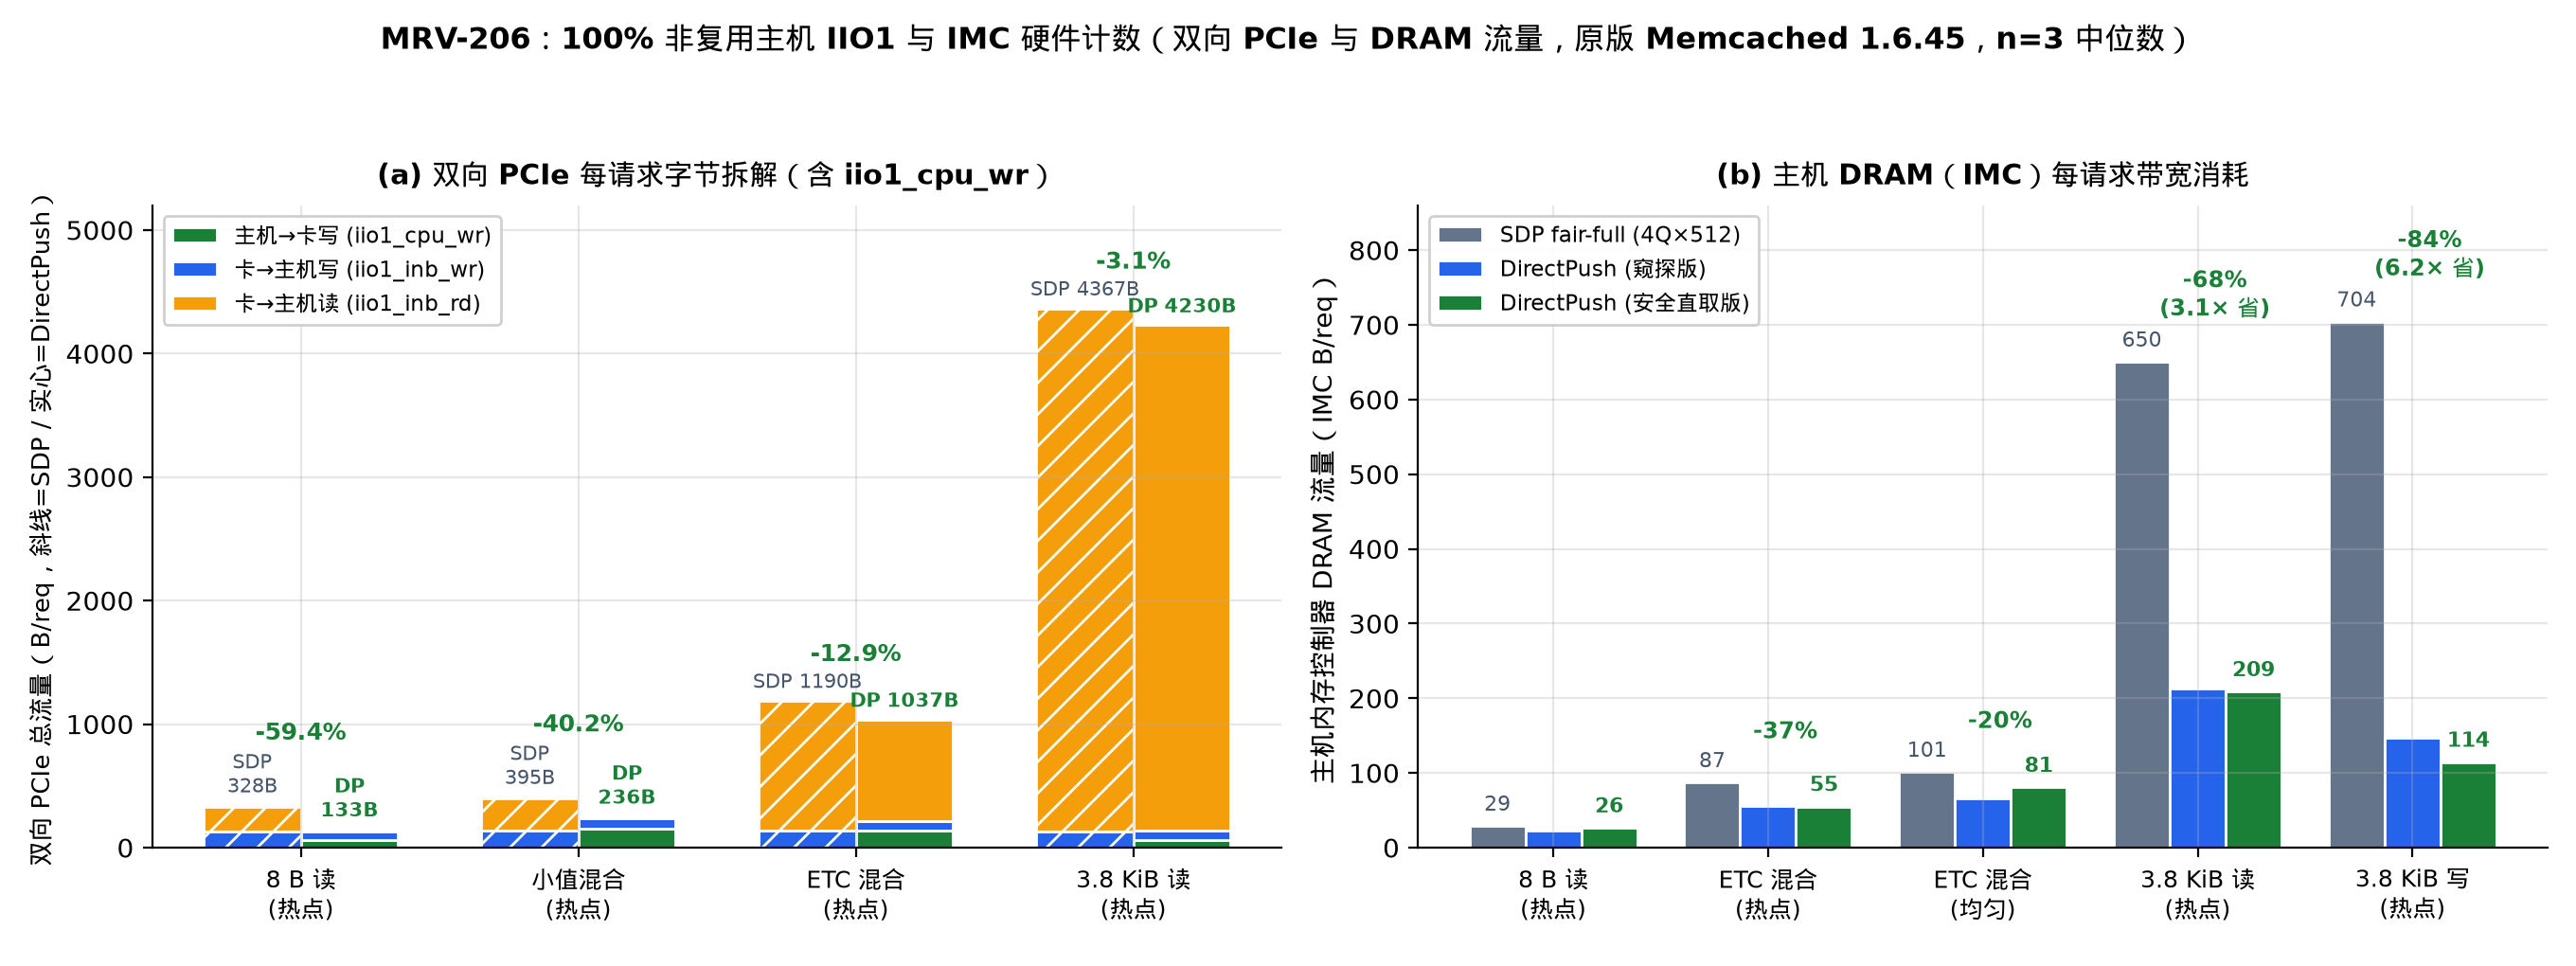 MRV-206：100% 非复用主机 IIO1 与 IMC 硬件计数（双向 PCIe 与 DRAM 流量，原版 Memcached 1.6.45，n=3 中位数）
(a) 双向 PCIe 每请求字节拆解（含 iio1_cpu_wr）
双向 PCIe 总流量（B/req，斜线=SDP / 实心=DirectPush）
5000
4000
3000
2000
1000
0
主机→卡写 (iio1_cpu_wr)
卡→主机写 (iio1_inb_wr)
卡→主机读 (iio1_inb_rd)
-59.4%
SDP
328B
DP
133B
-40.2%
SDP
395B
DP
236B
-12.9%
SDP 1190B
DP 1037B
-3.1%
SDP 4367B
DP 4230B
8 B 读
(热点)
小值混合
(热点)
ETC 混合
(热点)
3.8 KiB 读
(热点)
(b) 主机 DRAM（IMC）每请求带宽消耗
主机内存控制器 DRAM 流量（IMC B/req）
800
700
600
500
400
300
200
100
0
SDP fair-full (4Q×512)
DirectPush (窥探版)
DirectPush (安全直取版)
29
26
-37%
87
55
-20%
101
81
-68%
(3.1× 省)
650
209
-84%
(6.2× 省)
704
114
8 B 读
(热点)
ETC 混合
(热点)
ETC 混合
(均匀)
3.8 KiB 读
(热点)
3.8 KiB 写
(热点)